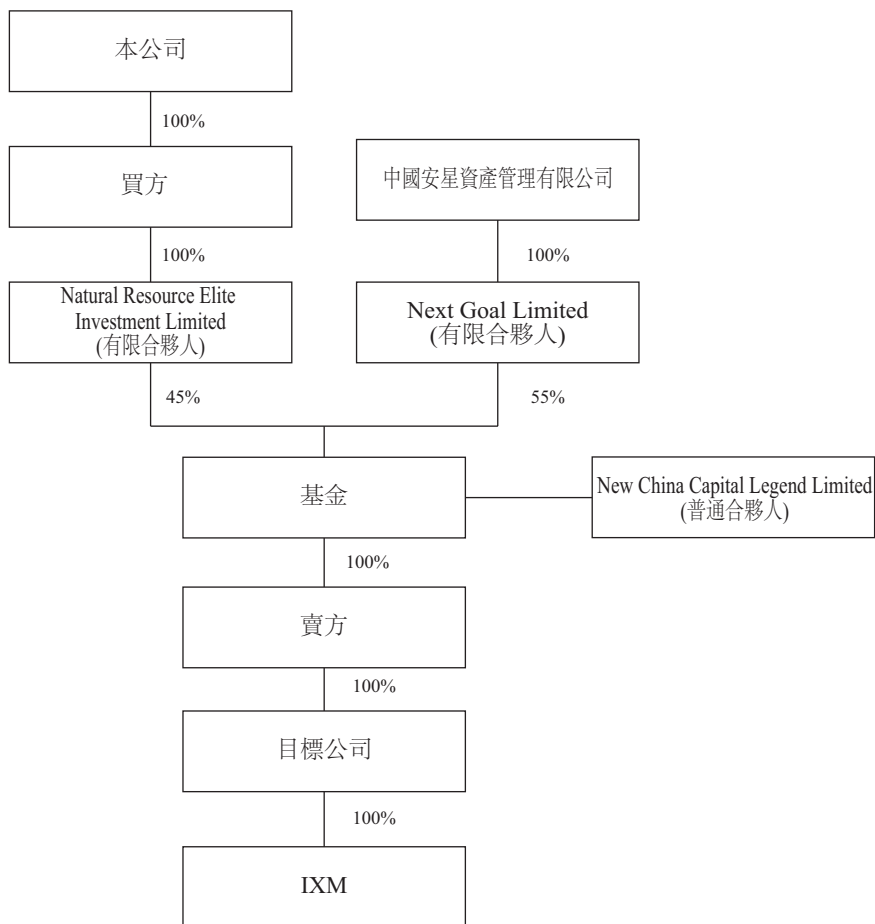 本公司
100%
買方
中國安星資產管理有限公司
100%
100%
Natural Resource Elite
Investment Limited
(有限合夥人)
Next Goal Limited
(有限合夥人)
45%
55%
基金
New China Capital Legend Limited
(普通合夥人)
100%
賣方
100%
目標公司
100%
IXM